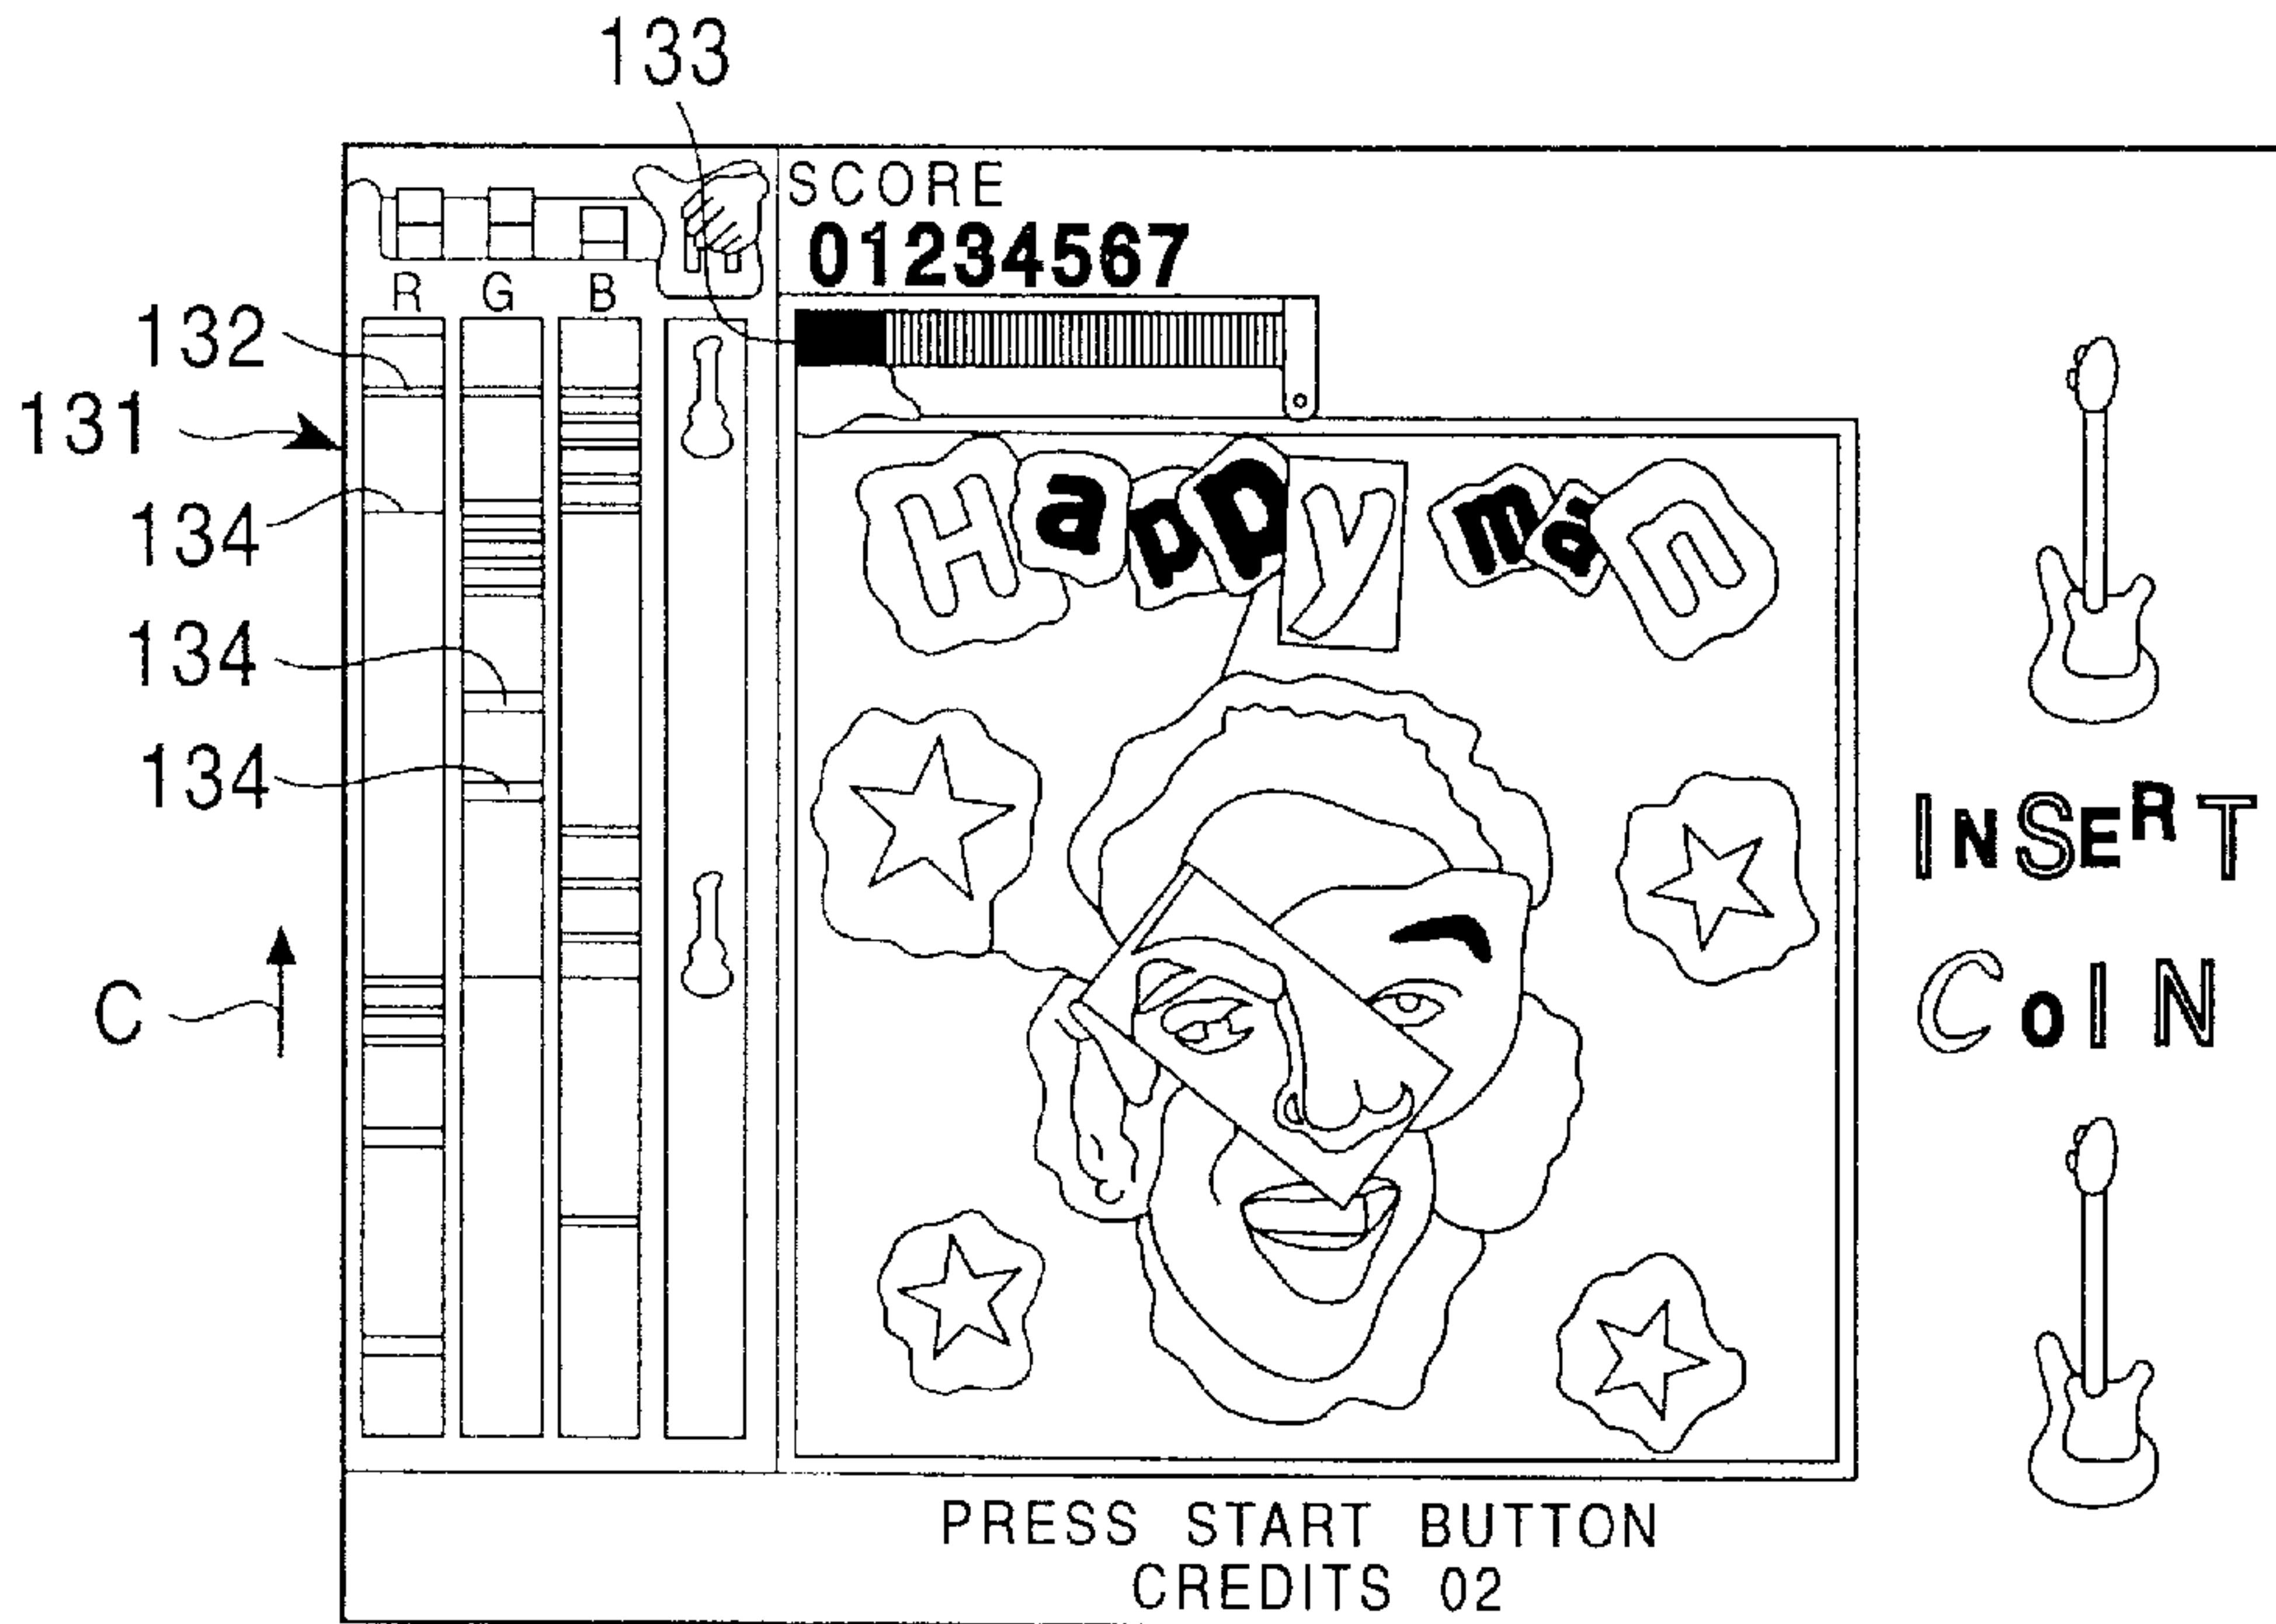 133
SCORE
01234567
R G B
132
131
134
134
134
C
Happy man
INSERT
COIN
PRESS START BUTTON
CREDITS 02